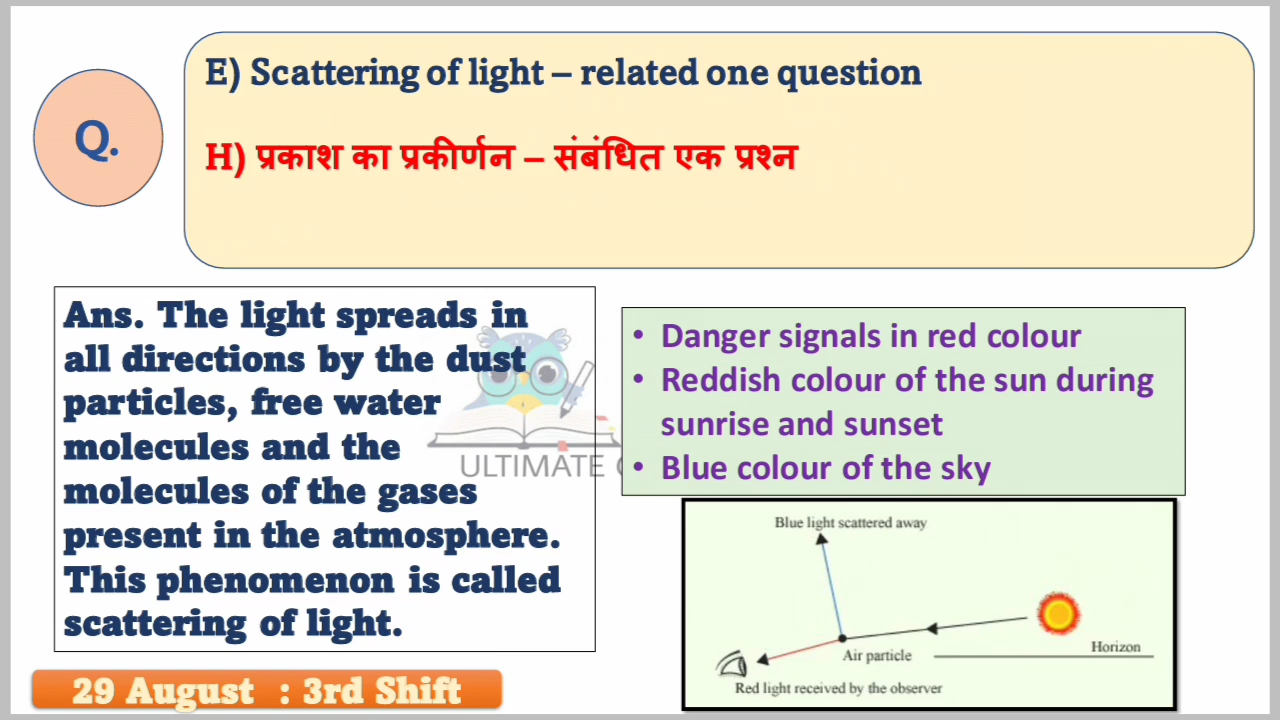 Q.
E) Scattering of light – related one question
H) प्रकाश का प्रकीर्णन – संबंधित एक प्रश्न
Ans. The light spreads in
all directions by the dust
particles, free water
molecules and the
molecules of the gases
present in the atmosphere.
This phenomenon is called
scattering of light.
ULTIMATE
• Danger signals in red colour
• Reddish colour of the sun during
sunrise and sunset
• Blue colour of the sky
Blue light scattered away
Horizon
Air particle
Red light received by the observer
29 August : 3rd Shift